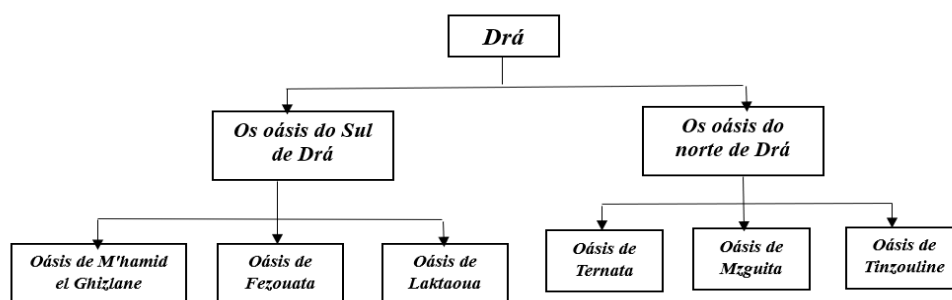 Drá
Os oásis do Sul
de Drá
Os oásis do
norte de Drá
Oásis de M'hamid
el Ghizlane
Oásis de
Fezouata
Oásis de
Laktaoua
Oásis de
Ternata
Oásis de
Mzguita
Oásis de
Tinzouline